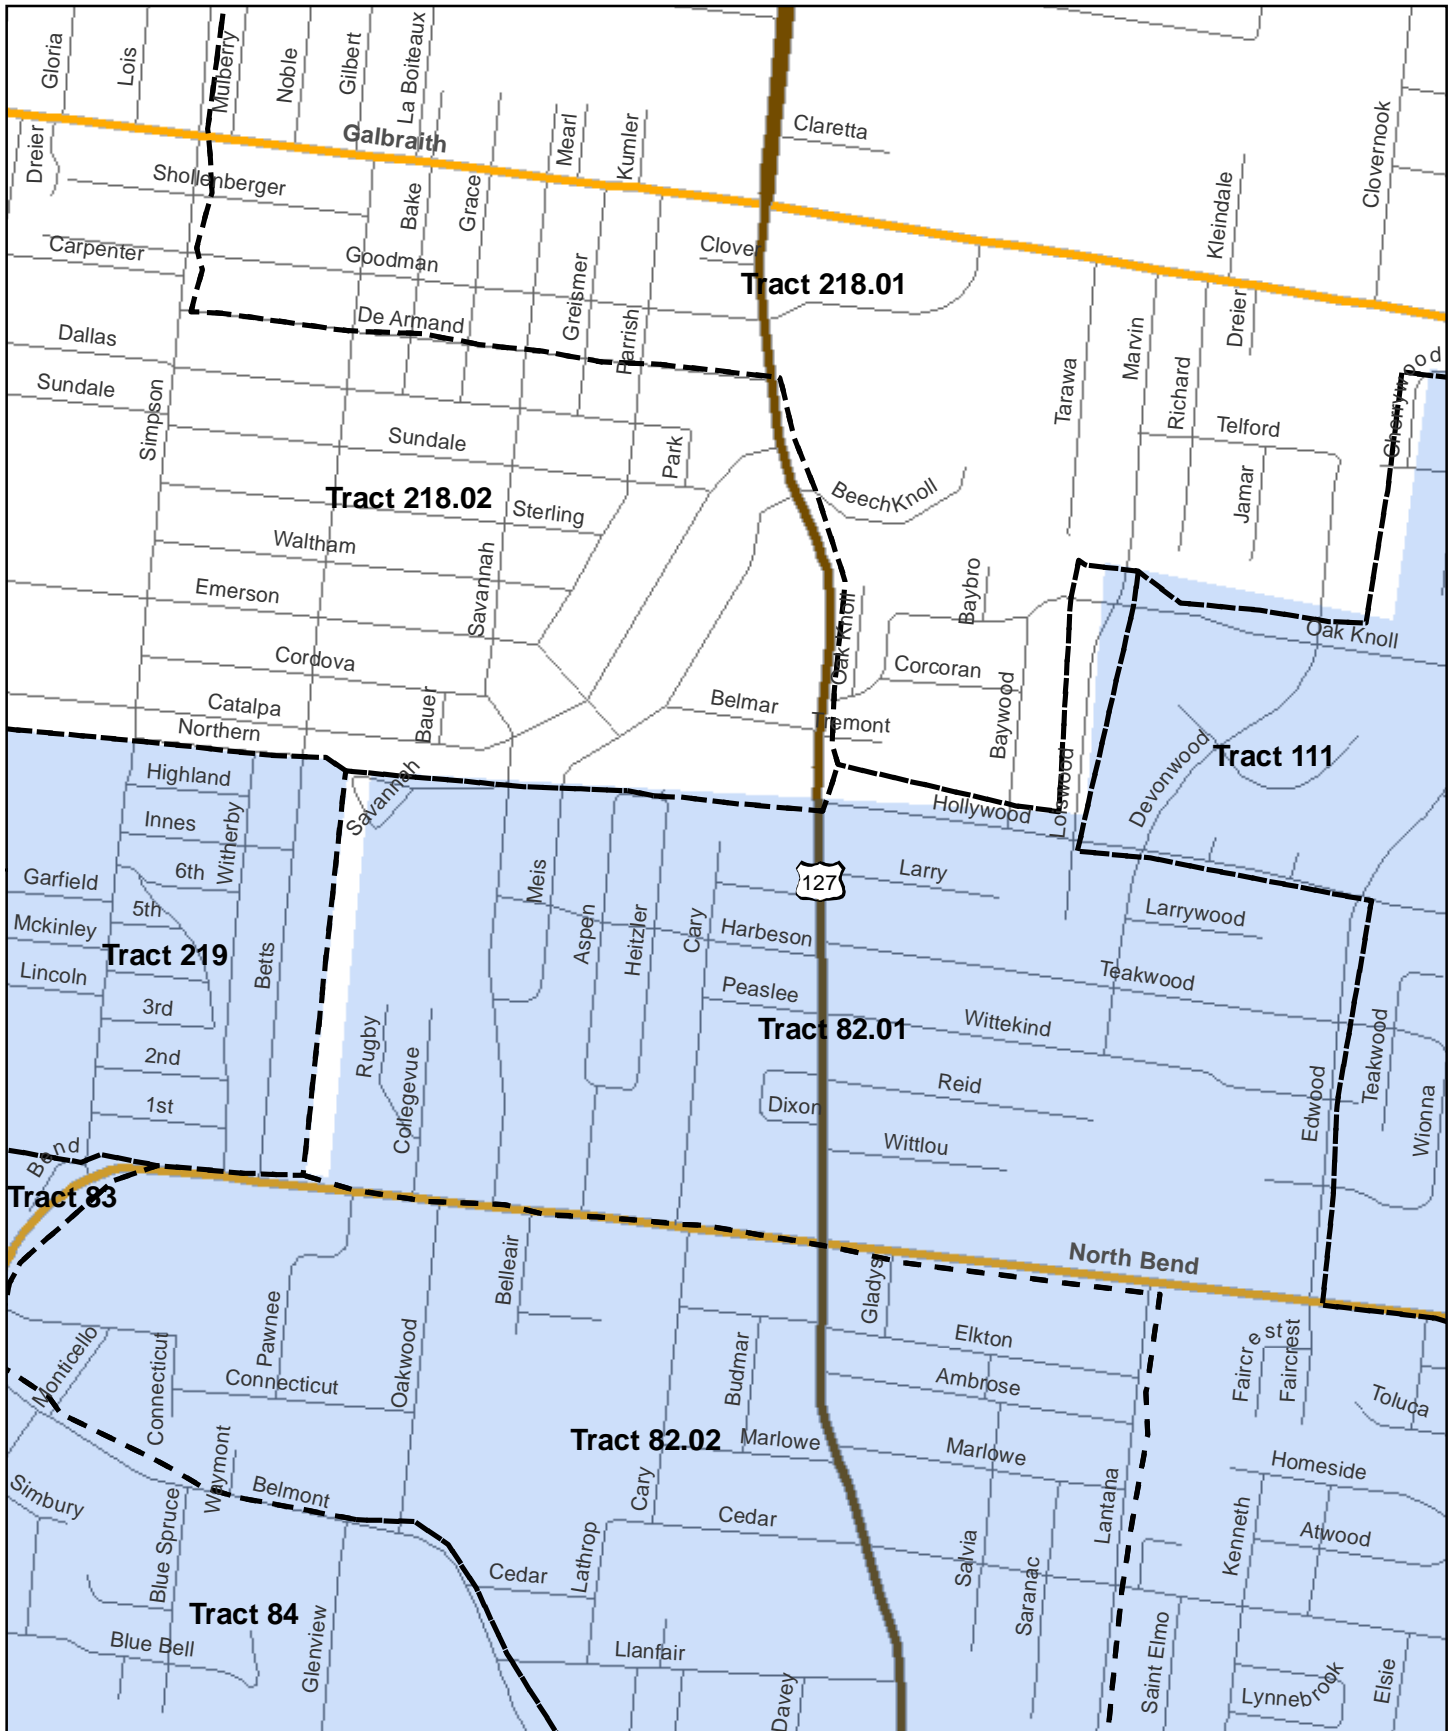 Gloria
Lois
Mulberry
Noble
Gilbert
La Boiteaux
Galbraith
Mearl
Kumler
Claretta
Clovernook
Dreier
Shollenberger
Bake
Grace
Kleindale
Carpenter
Goodman
Greismer
Clover
Tract 218.01
Dreier
De Armand
Parrish
Dallas
Sundale
Simpson
Tarawa
Marvin
Richard
Cherrywood
Telford
Sundale
Park
Jamar
Tract 218.02
Sterling
BeechKnoll
Waltham
Savannah
Emerson
Oak Knoll
Baybro
Oak Knoll
Cordova
Corcoran
Catalpa
Bauer
Belmar
Tremont
Baywood
Northern
Tract 111
Highland
Savannah
Loiswood
Devonwood
Hollywood
Innes
Witherby
6th
Meis
127
Larry
Garfield
5th
Aspen
Heitzler
Cary
Larrywood
Mckinley
Harbeson
Tract 219
Betts
Lincoln
Teakwood
3rd
Peaslee
Wittekind
Tract 82.01
Rugby
Collegevue
2nd
Reid
Edwood
Teakwood
Wionna
1st
Dixon
Wittlou
Bend
Tract 83
North Bend
Belleair
Gladys
Monticello
Connecticut
Pawnee
Oakwood
Elkton
Faircrest
Faircrest
Connecticut
Budmar
Ambrose
Toluca
Tract 82.02
Marlowe
Marlowe
Homeside
Waymont
Belmont
Cary
Simbury
Blue Spruce
Cedar
Lantana
Kenneth
Atwood
Cedar
Lathrop
Salvia
Saranac
Tract 84
Blue Bell
Glenview
Llanfair
Davey
Saint Elmo
Lynnebrook
Elsie